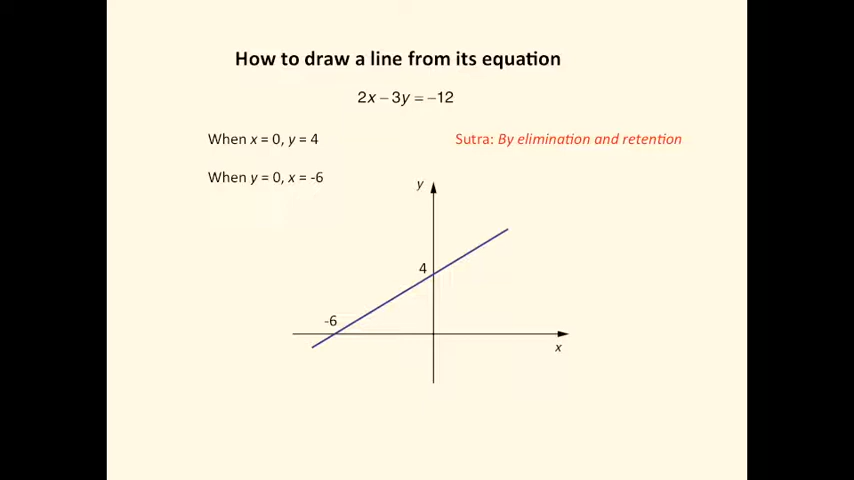 How to draw a line from its equation
2x − 3y = −12
When x = 0, y = 4
Sutra: By elimination and retention
When y = 0, x = -6
y
4
-6
x